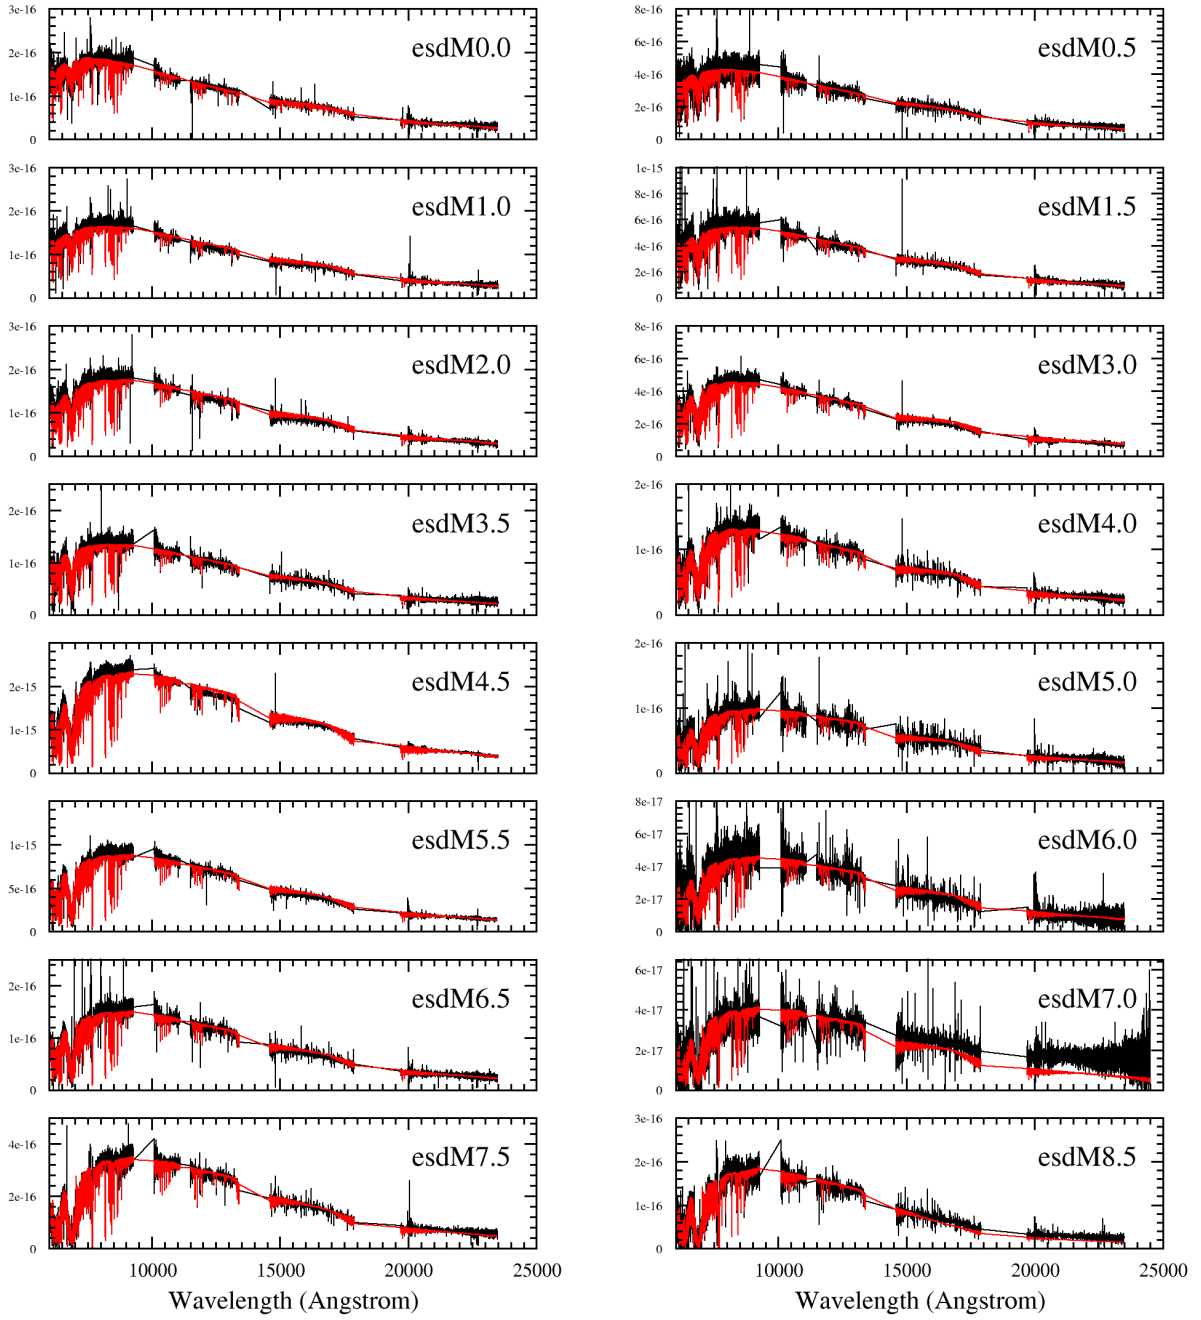 3e-16
2e-16
1e-16
0
esdM0.0
8e-16
6e-16
4e-16
2e-16
0
esdM0.5
3e-16
2e-16
1e-16
0
esdM1.0
1e-15
8e-16
6e-16
4e-16
2e-16
0
esdM1.5
3e-16
2e-16
1e-16
0
esdM2.0
8e-16
6e-16
4e-16
2e-16
0
esdM3.0
2e-16
1e-16
0
esdM3.5
2e-16
1e-16
0
esdM4.0
2e-15
1e-15
0
esdM4.5
2e-16
1e-16
0
esdM5.0
1e-15
5e-16
0
esdM5.5
8e-17
6e-17
4e-17
2e-17
0
esdM6.0
2e-16
1e-16
0
esdM6.5
6e-17
4e-17
2e-17
0
esdM7.0
4e-16
2e-16
0
esdM7.5
3e-16
2e-16
1e-16
0
esdM8.5
10000 15000 20000 25000
Wavelength (Angstrom)
10000 15000 20000 25000
Wavelength (Angstrom)